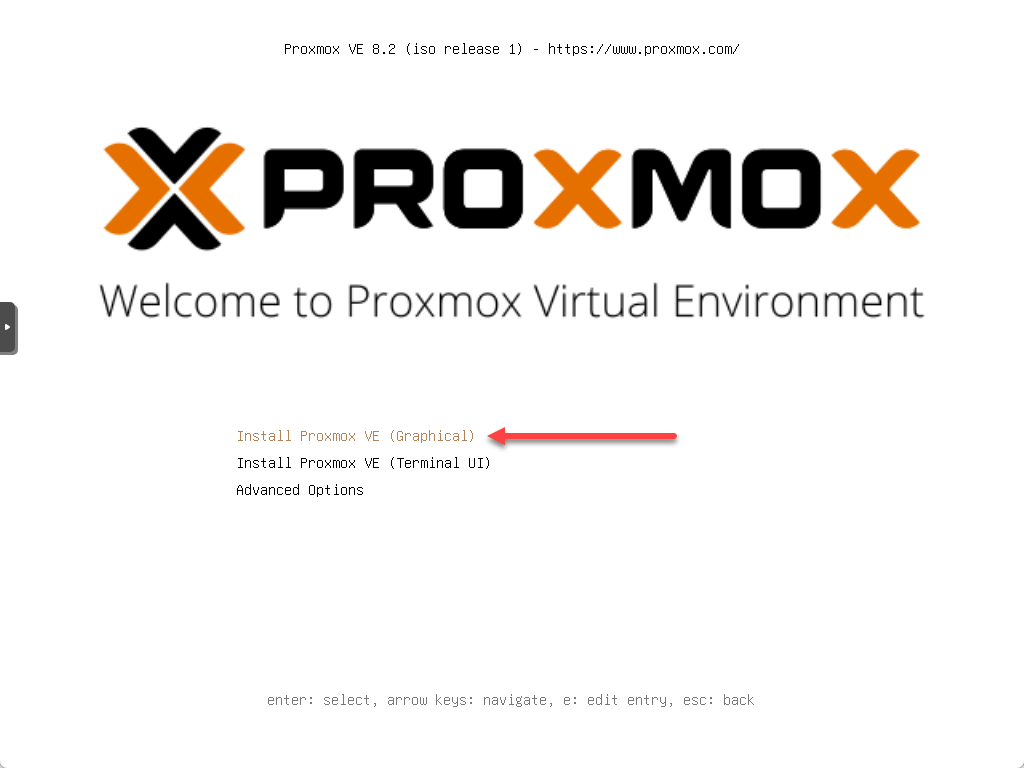 Proxmox VE 8.2 (iso release 1) - https://www.proxmox.com/
PROXMOX
Welcome to Proxmox Virtual Environment
Install Proxmox VE (Graphical)
Install Proxmox VE (Terminal UI)
Advanced Options
enter: select, arrow keys: navigate, e: edit entry, esc: back